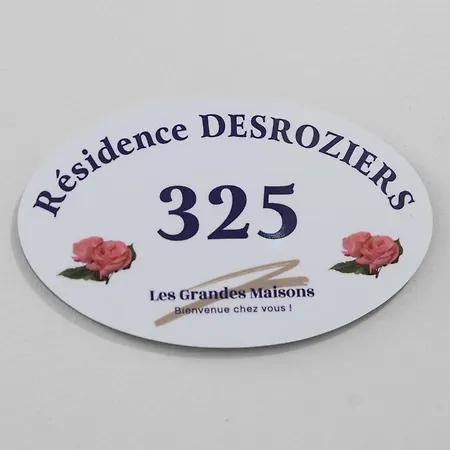 Résidence DESROZIERS
325
Les Grandes Maisons
Bienvenue chez vous !